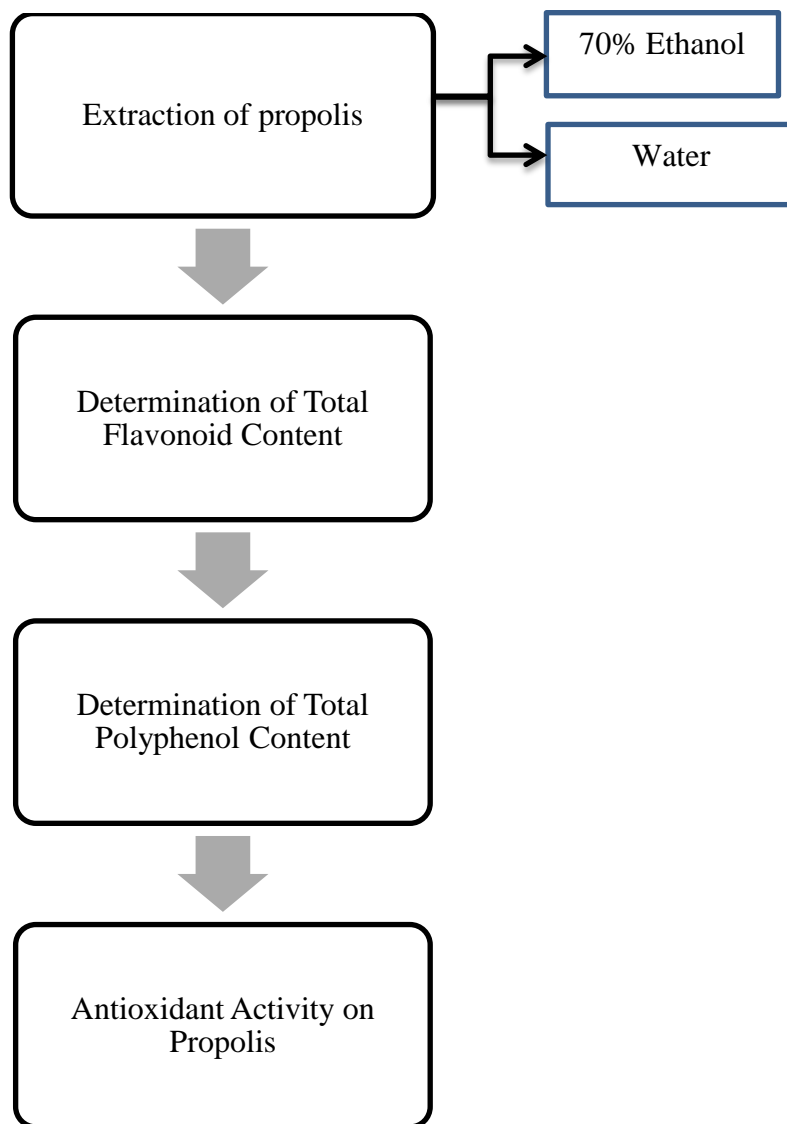 Extraction of propolis
70% Ethanol
Water
Determination of Total
Flavonoid Content
Determination of Total
Polyphenol Content
Antioxidant Activity on
Propolis